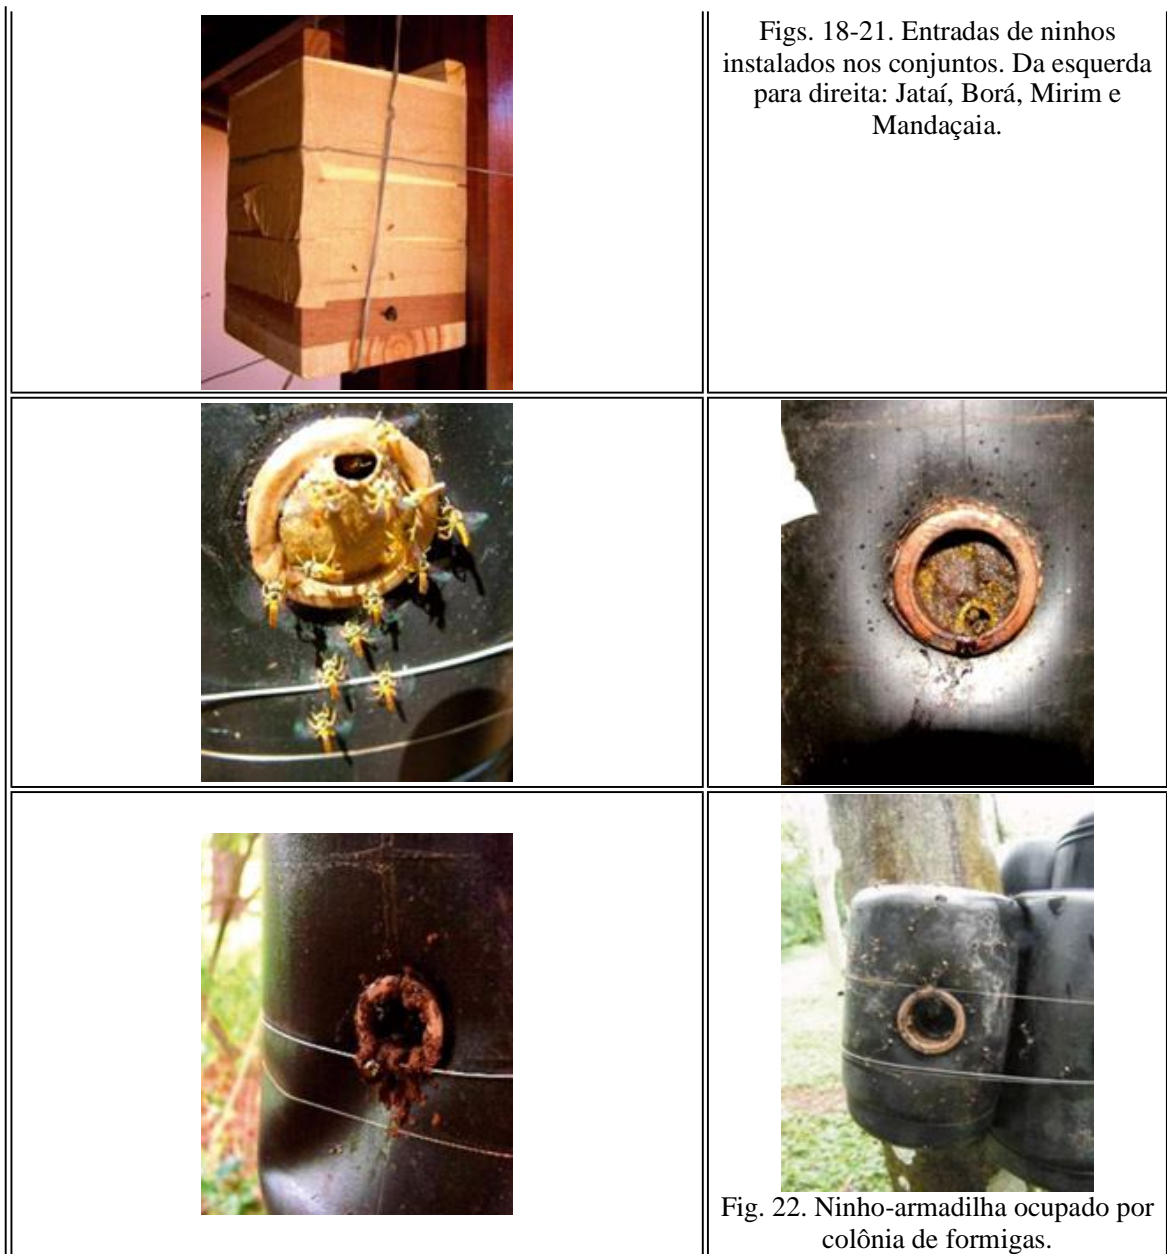 Figs. 18-21. Entradas de ninhos
instalados nos conjuntos. Da esquerda
para direita: Jataí, Borá, Mirim e
Mandaçaia.
Fig. 22. Ninho-armadilha ocupado por
colônia de formigas.